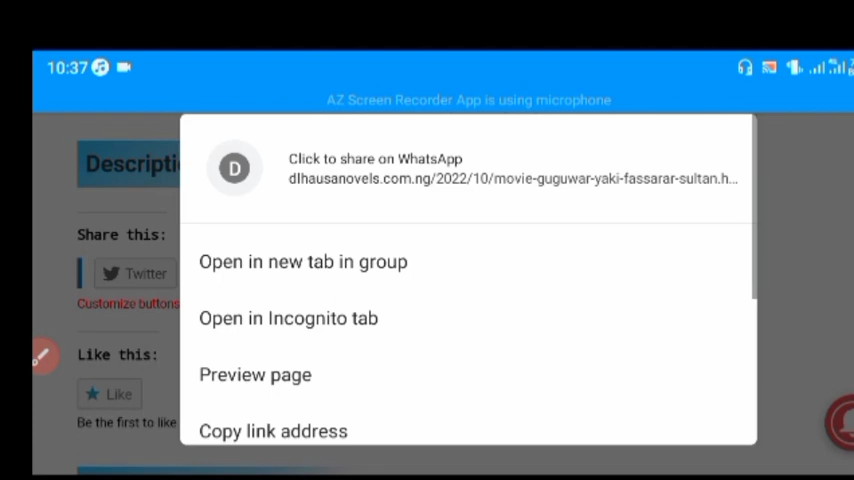 10:37
AZ Screen Recorder App is using microphone
D
Click to share on WhatsApp
dlhausanovels.com.ng/2022/10/movie-guguwar-yaki-fassarar-sultan.h...
Descripti
Share this:
Twitter
Customize buttons
Like this:
Like
Be the first to like
Open in new tab in group
Open in Incognito tab
Preview page
Copy link address